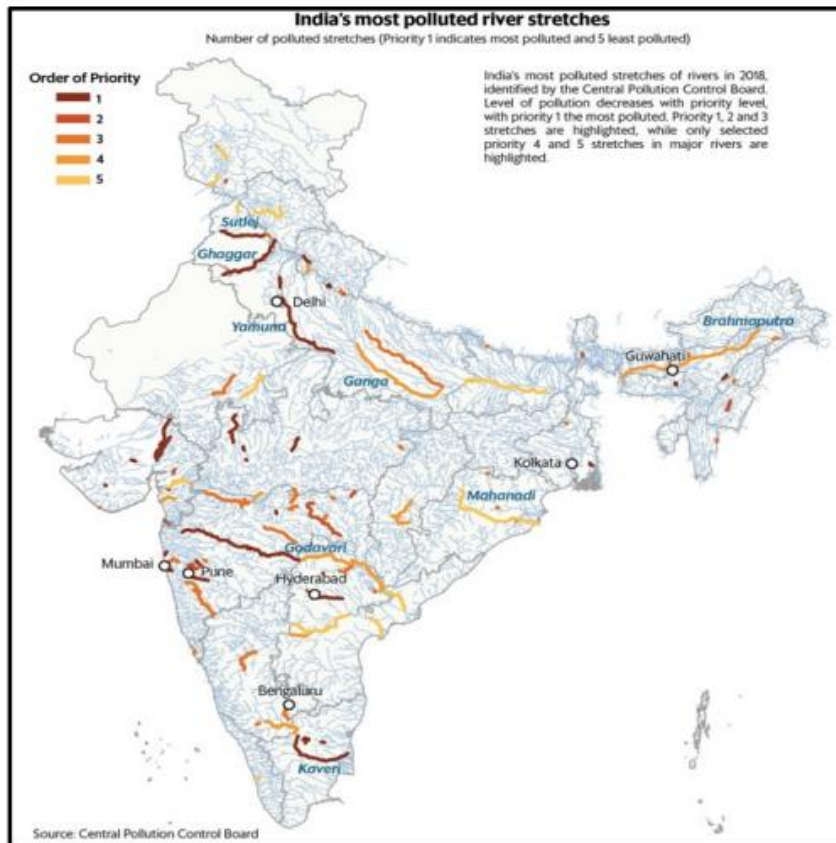 India's most polluted river stretches
Number of polluted stretches (Priority 1 indicates most polluted and 5 least polluted)
Order of Priority
1
2
3
4
5
India's most polluted stretches of rivers in 2018,
identified by the Central Pollution Control Board.
Level of pollution decreases with priority level,
with priority 1 the most polluted. Priority 1, 2 and 3
stretches are highlighted, while only selected
priority 4 and 5 stretches in major rivers are
highlighted.
Sutlej
Ghaggar
Delhi
Yamuna
Brahmaputra
Guwahati
Ganga
Kolkata
Mahanadi
Godavari
Mumbai
Pune
Hyderabad
Bengaluru
Kaveri
Source: Central Pollution Control Board